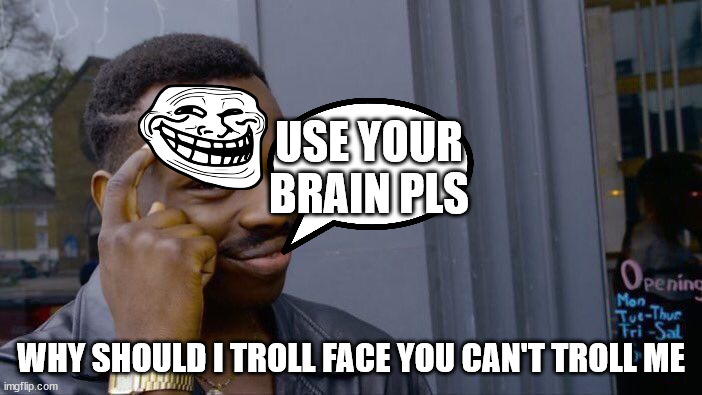 USE YOUR
BRAIN PLS
Opening
Mon
Tue-Thur
Fri-Sat
WHY SHOULD I TROLL FACE YOU CAN'T TROLL ME
imgflip.com